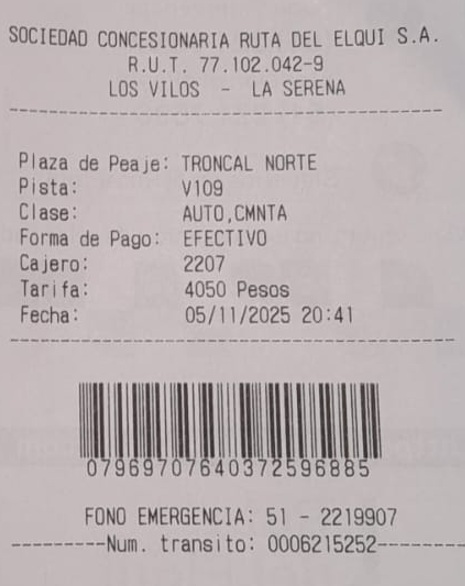 SOCIEDAD CONCESIONARIA RUTA DEL ELQUI S.A.
R.U.T. 77.102.042-9
LOS VILOS - LA SERENA
Plaza de Peaje: TRONCAL NORTE
Pista: V109
Clase: AUTO,CMNTA
Forma de Pago: EFECTIVO
Cajero: 2207
Tarifa: 4050 Pesos
Fecha: 05/11/2025 20:41
079697076403725968​85
FONO EMERGENCIA: 51 - 2219907
---------Num. transito: 0006215252--------